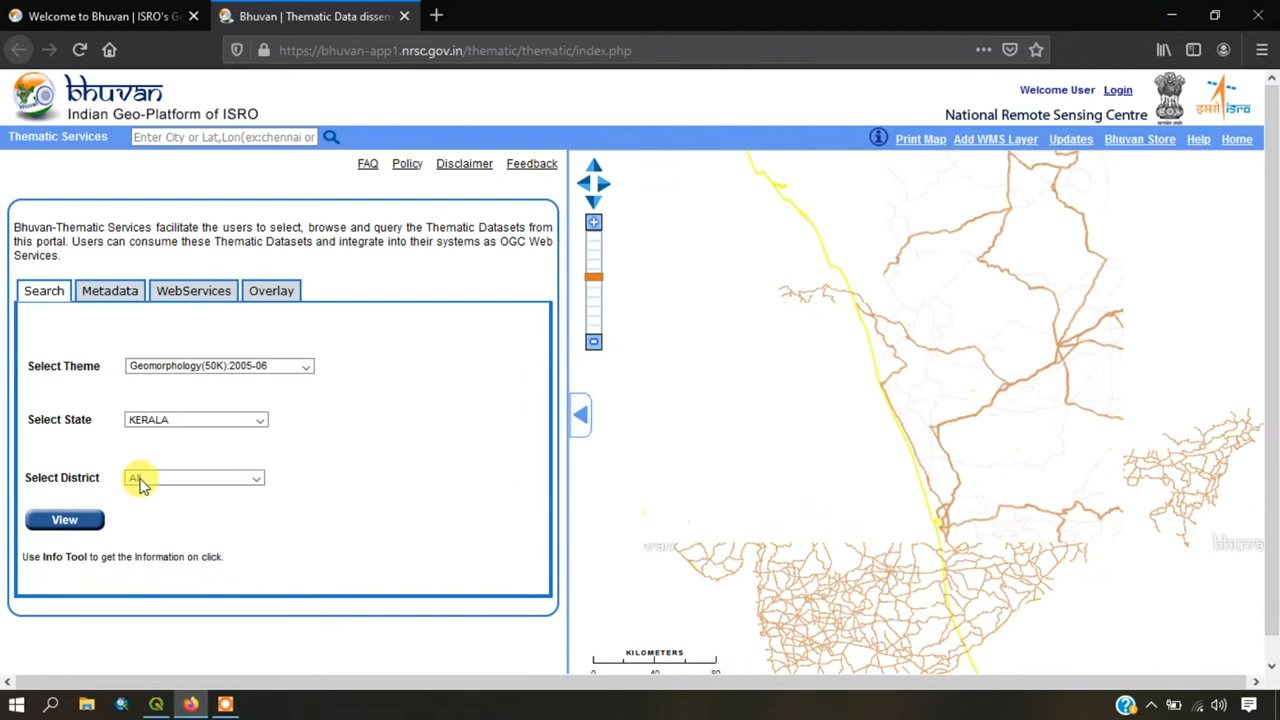 Welcome to Bhuvan | ISRO's Ge
Bhuvan | Thematic Data dissem
https://bhuvan-app1.nrsc.gov.in/thematic/thematic/index.php
bhuvan
Indian Geo-Platform of ISRO
Welcome User Login
National Remote Sensing Centre
इसरो isro
Thematic Services
Enter City or Lat,Lon(ex:chennai or
Print Map Add WMS Layer Updates Bhuvan Store Help Home
FAQ Policy Disclaimer Feedback
Bhuvan-Thematic Services facilitate the users to select, browse and query the Thematic Datasets from
this portal. Users can consume these Thematic Datasets and integrate into their systems as OGC Web
Services.
Search Metadata WebServices Overlay
Select Theme Geomorphology(50K):2005-06
Select State KERALA
Select District All
View
Use Info Tool to get the Information on click.
bhuva
KILOMETERS